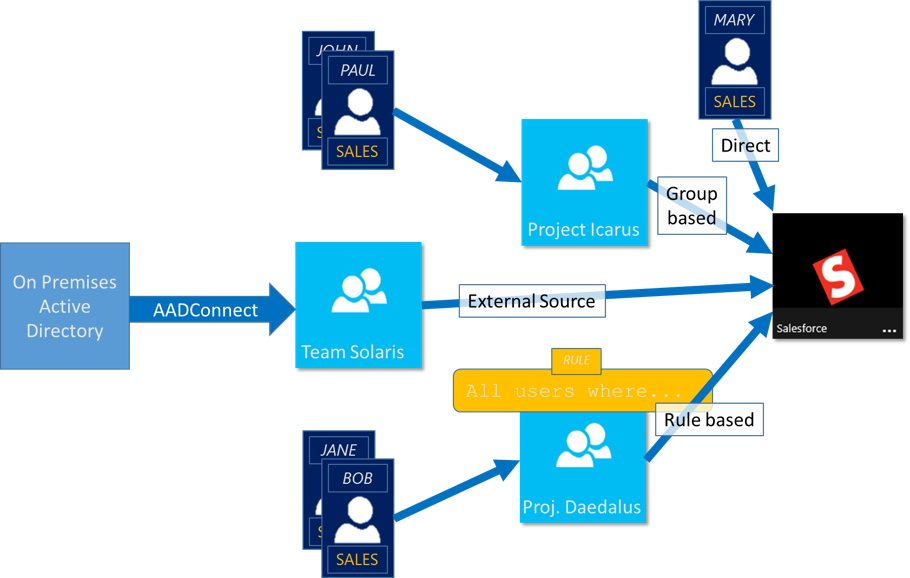 JOHN
PAUL
SALES
MARY
SALES
Direct
Project Icarus
Group
based
On Premises
Active
Directory
AADConnect
Team Solaris
External Source
S
Salesforce
...
RULE
All users where...
Rule based
JANE
BOB
SALES
Proj. Daedalus